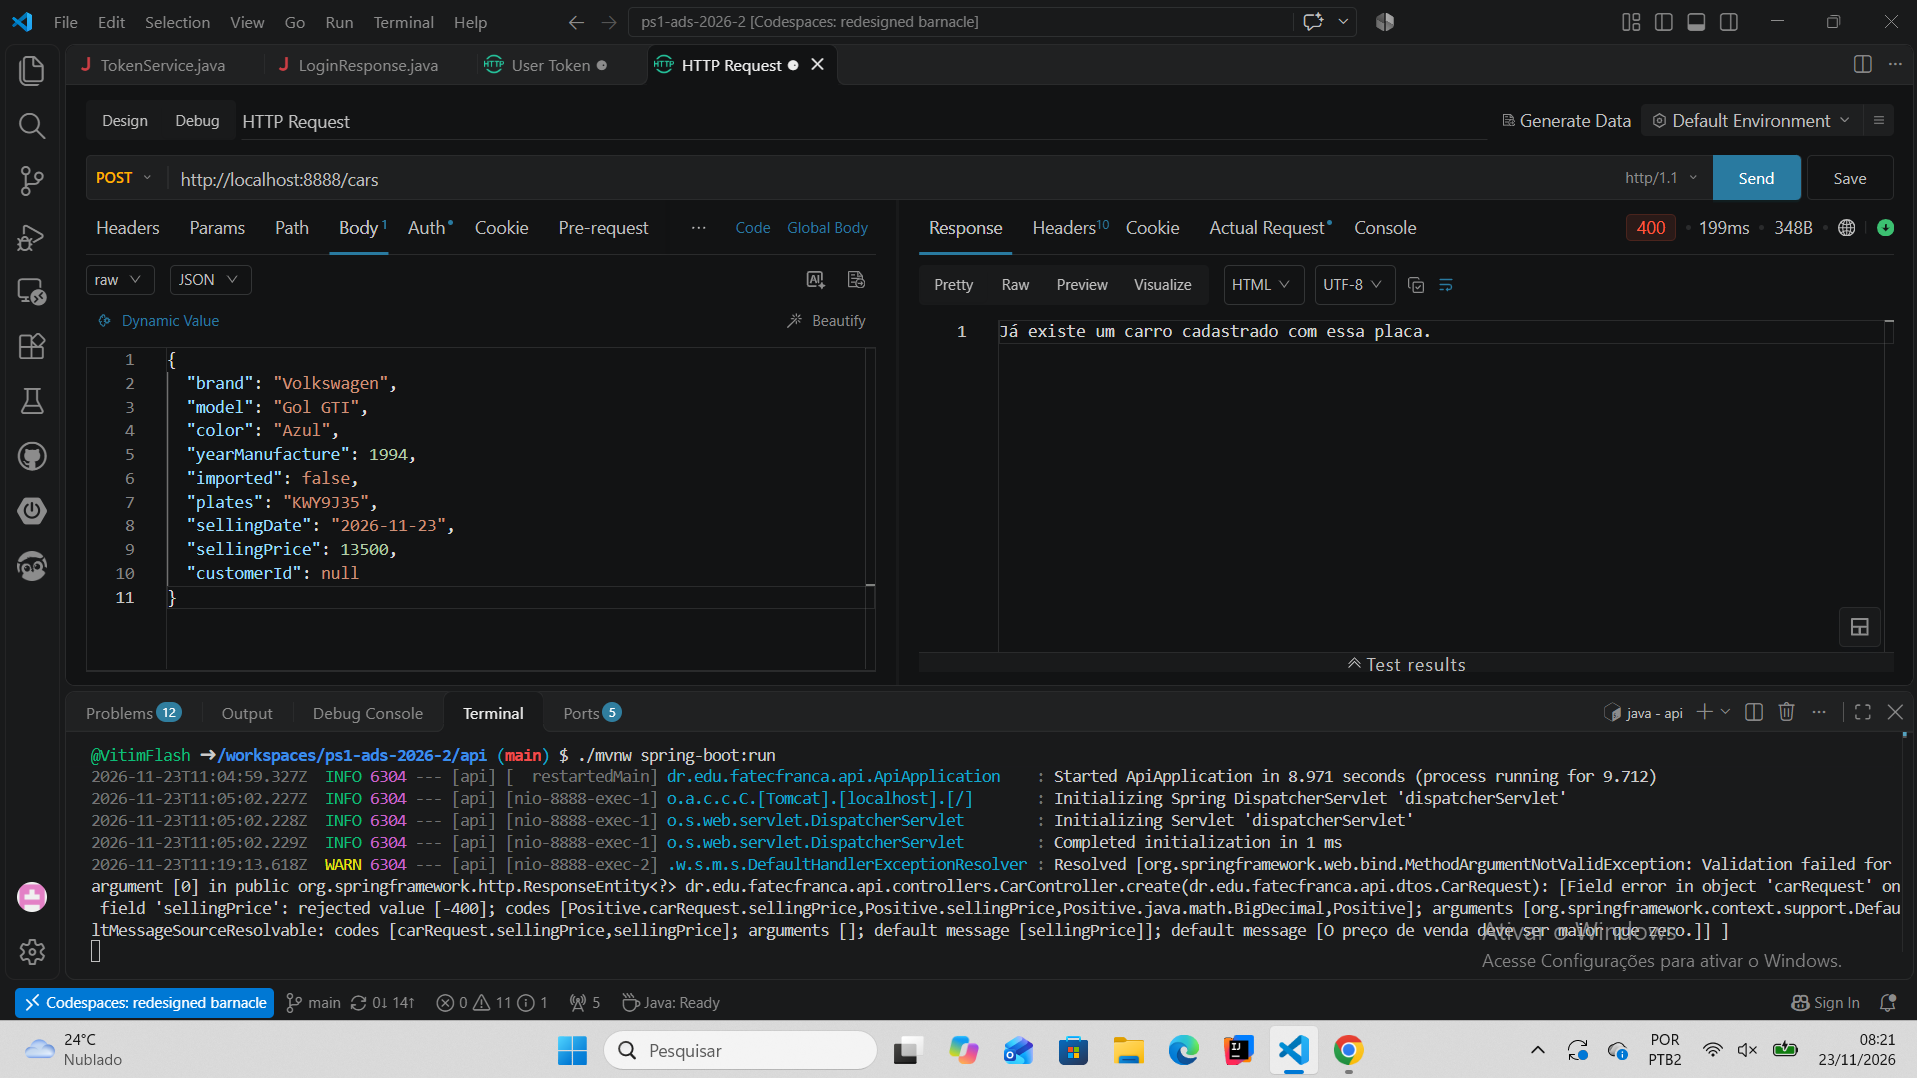 File Edit Selection View Go Run Terminal Help
ps1-ads-2026-2 [Codespaces: redesigned barnacle]
TokenService.java
LoginResponse.java
User Token
HTTP Request
Design Debug HTTP Request
Generate Data
Default Environment
POST
http://localhost:8888/cars
http/1.1
Send
Save
Headers Params Path Body 1 Auth Cookie Pre-request ... Code Global Body
raw JSON
Dynamic Value
Beautify
1 {
2 "brand": "Volkswagen",
3 "model": "Gol GTI",
4 "color": "Azul",
5 "yearManufacture": 1994,
6 "imported": false,
7 "plates": "KWY9J35",
8 "sellingDate": "2026-11-23",
9 "sellingPrice": 13500,
10 "customerId": null
11 }
Response Headers 10 Cookie Actual Request Console
400 199ms 348B
Pretty Raw Preview Visualize HTML UTF-8
1 Já existe um carro cadastrado com essa placa.
Test results
Problems 12 Output Debug Console Terminal Ports 5
java - api
@VitimFlash ➜/workspaces/ps1-ads-2026-2/api (main) $ ./mvnw spring-boot:run
2026-11-23T11:04:59.327Z INFO 6304 --- [api] [ restartedMain] dr.edu.fatecfranca.api.ApiApplication : Started ApiApplication in 8.971 seconds (process running for 9.712)
2026-11-23T11:05:02.227Z INFO 6304 --- [api] [nio-8888-exec-1] o.a.c.c.C.[Tomcat].[localhost].[/] : Initializing Spring DispatcherServlet 'dispatcherServlet'
2026-11-23T11:05:02.228Z INFO 6304 --- [api] [nio-8888-exec-1] o.s.web.servlet.DispatcherServlet : Initializing Servlet 'dispatcherServlet'
2026-11-23T11:05:02.229Z INFO 6304 --- [api] [nio-8888-exec-1] o.s.web.servlet.DispatcherServlet : Completed initialization in 1 ms
2026-11-23T11:19:13.618Z WARN 6304 --- [api] [nio-8888-exec-2] .w.s.m.s.DefaultHandlerExceptionResolver : Resolved [org.springframework.web.bind.MethodArgumentNotValidException: Validation failed for
argument [0] in public org.springframework.http.ResponseEntity<?> dr.edu.fatecfranca.api.controllers.CarController.create(dr.edu.fatecfranca.api.dtos.CarRequest): [Field error in object 'carRequest' on
field 'sellingPrice': rejected value [-400]; codes [Positive.carRequest.sellingPrice,Positive.sellingPrice,Positive.java.math.BigDecimal,Positive]; arguments [org.springframework.context.support.Defau
ltMessageSourceResolvable: codes [carRequest.sellingPrice,sellingPrice]; arguments []; default message [sellingPrice]]; default message [O preço de venda deve ser maior que zero.]] ]
Ativar o Windows
Acesse Configurações para ativar o Windows.
Codespaces: redesigned barnacle main 0↓ 14↑ 0 11 1 5 Java: Ready
Sign In
24°C
Nublado
Pesquisar
POR
PTB2
08:21
23/11/2026